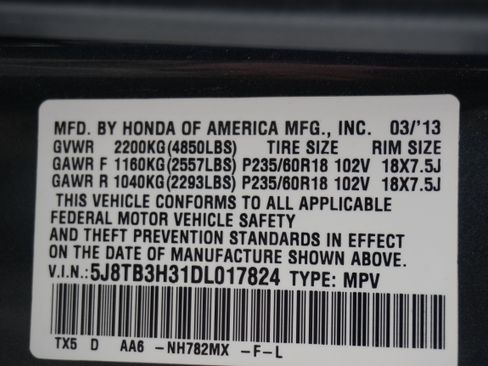 MFD. BY HONDA OF AMERICA MFG., INC. 03/'13
GVWR 2200KG(4850LBS) TIRE SIZE RIM SIZE
GAWR F 1160KG(2557LBS) P235/60R18 102V 18X7.5J
GAWR R 1040KG(2293LBS) P235/60R18 102V 18X7.5J
THIS VEHICLE CONFORMS TO ALL APPLICABLE
FEDERAL MOTOR VEHICLE SAFETY
AND THEFT PREVENTION STANDARDS IN EFFECT
ON THE DATE OF MANUFACTURE SHOWN ABOVE.
V.I.N.:5J8TB3H31DL017824 TYPE: MPV
TX5 D AA6 -NH782MX -F-L